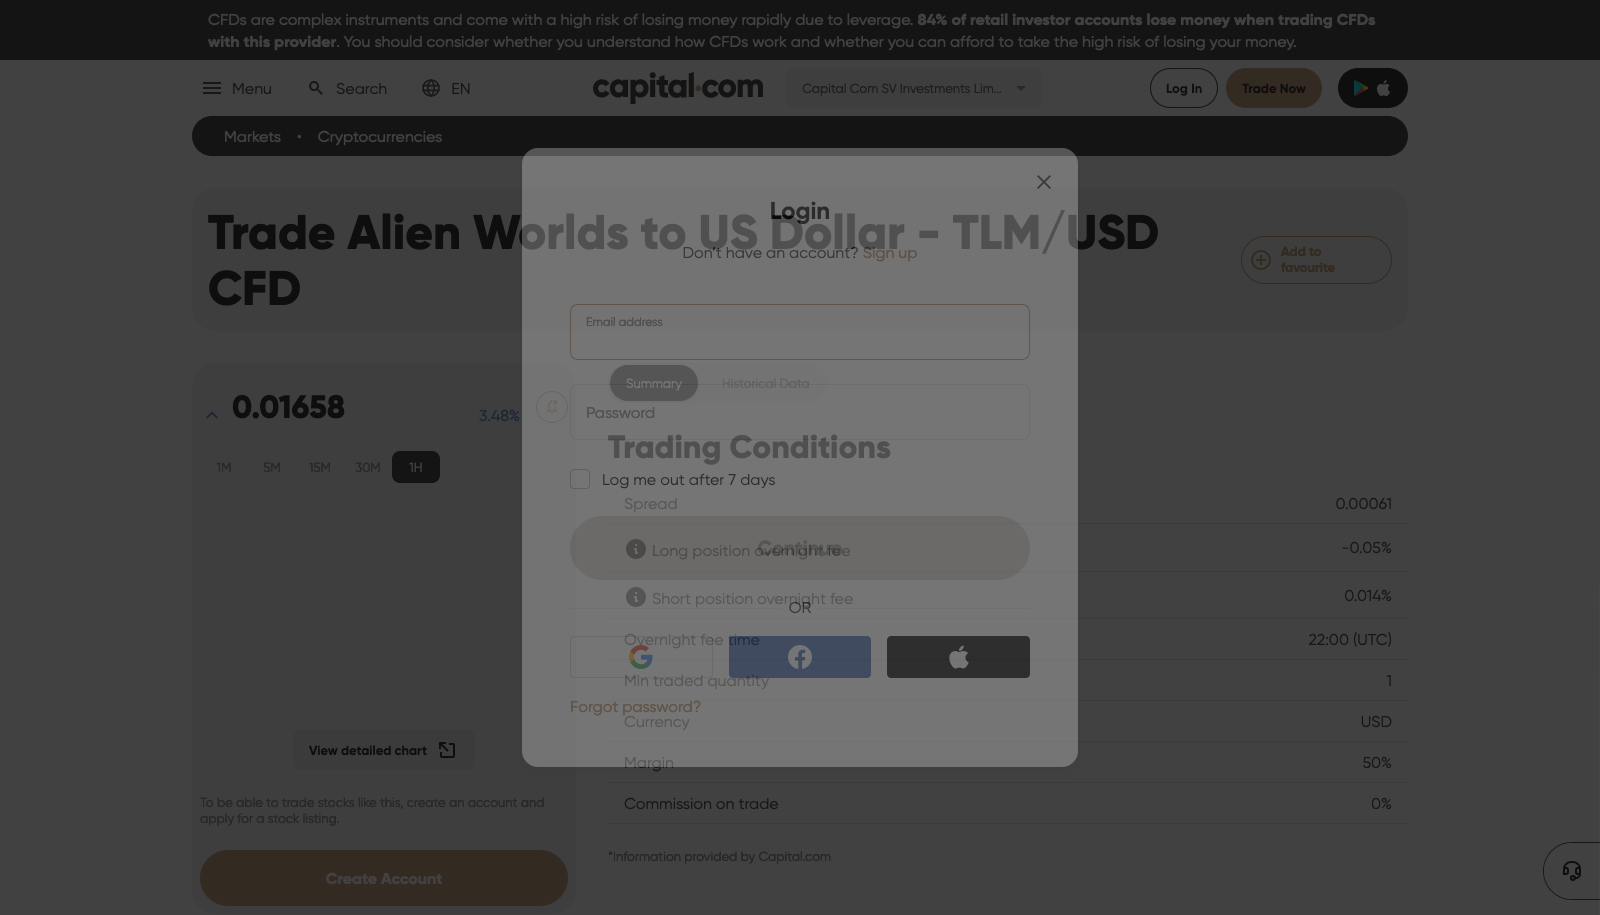 CFDs are complex instruments and come with a high risk of losing money rapidly due to leverage. 84% of retail investor accounts lose money when trading CFDs
with this provider. You should consider whether you understand how CFDs work and whether you can afford to take the high risk of losing your money.
Menu
Search
EN
capital.com
Capital Com SV Investments Lim...
Log In
Trade Now
Markets • Cryptocurrencies
Trade Alien Worlds to US Dollar - TLM/USD
CFD
Add to
favourite
Login
Don't have an account? Sign up
Email address
Password
Log me out after 7 days
Continue
OR
Forgot password?
0.01658
3.48%
1M
5M
15M
30M
1H
View detailed chart
To be able to trade stocks like this, create an account and
apply for a stock listing.
Create Account
Summary
Historical Data
Trading Conditions
Spread 0.00061
Long position overnight fee -0.05%
Short position overnight fee 0.014%
Overnight fee time 22:00 (UTC)
Min traded quantity 1
Currency USD
Margin 50%
Commission on trade 0%
*Information provided by Capital.com